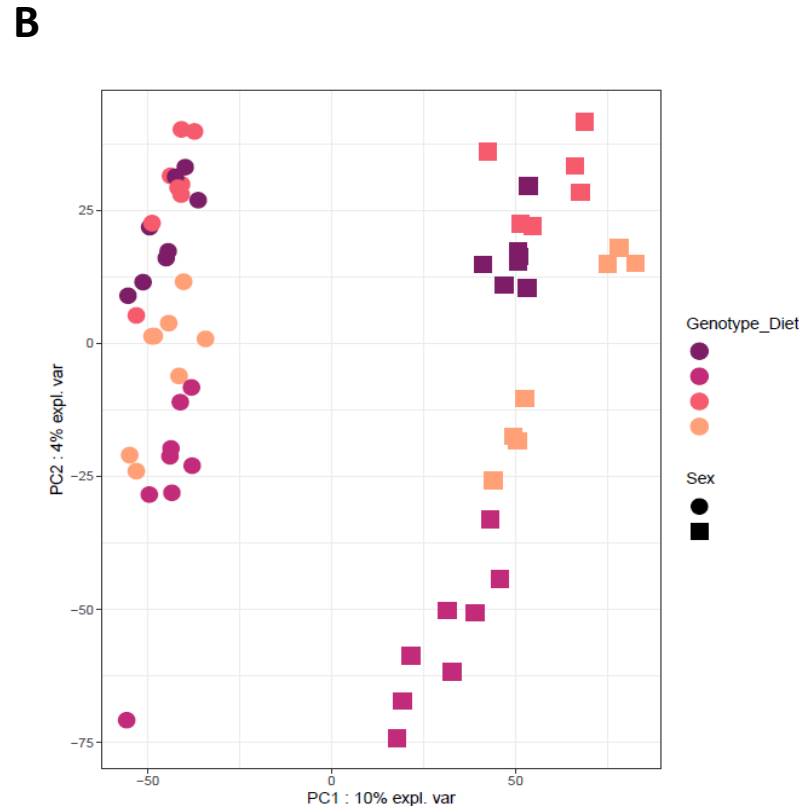 B
25
0
−25
−50
−75
PC2 : 4% expl. var
−50
0
50
PC1 : 10% expl. var
Genotype_Diet
Sex